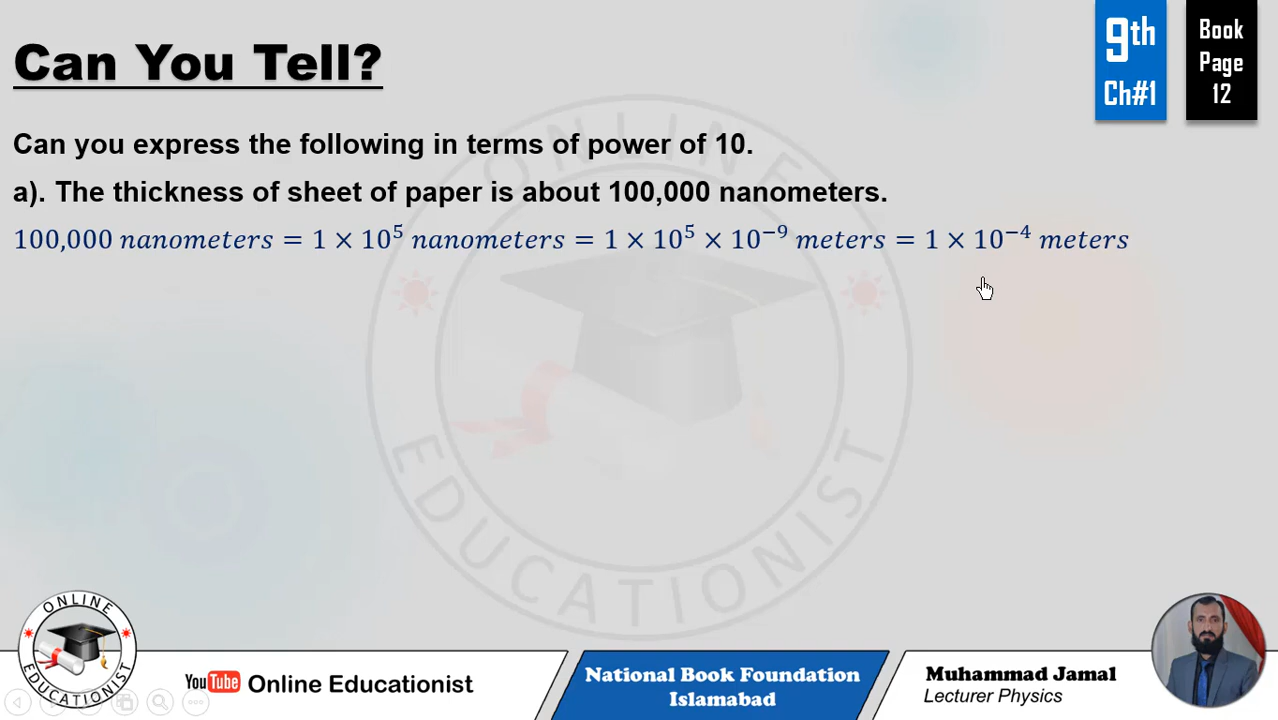 Can You Tell?
9th
Ch#1
Book
Page
12
Can you express the following in terms of power of 10.
a). The thickness of sheet of paper is about 100,000 nanometers.
100,000 nanometers = 1 × 10⁵ nanometers = 1 × 10⁵ × 10⁻⁹ meters = 1 × 10⁻⁴ meters
ONLINE
EDUCATIONIST
ONLINE
EDUCATIONIST
YouTube Online Educationist
National Book Foundation
Islamabad
Muhammad Jamal
Lecturer Physics